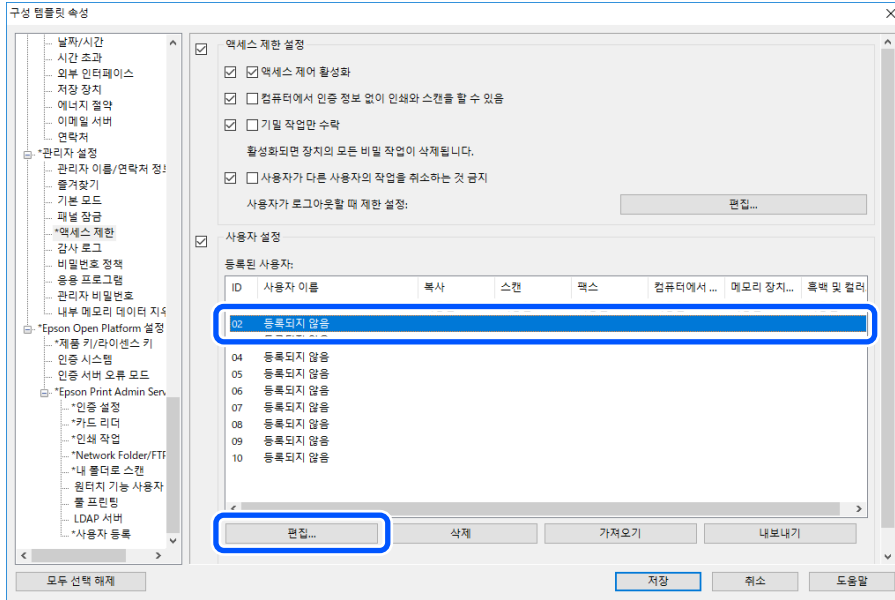 구성 템플릿 속성
날짜/시간
시간 초과
외부 인터페이스
저장 장치
에너지 절약
이메일 서버
연락처
*관리자 설정
관리자 이름/연락처 정보
즐겨찾기
기본 모드
패널 잠금
*액세스 제한
감사 로그
비밀번호 정책
응용 프로그램
관리자 비밀번호
내부 메모리 데이터 지우
*Epson Open Platform 설정
*제품 키/라이센스 키
인증 시스템
인증 서버 오류 모드
*Epson Print Admin Serv
*인증 설정
*카드 리더
*인쇄 작업
*Network Folder/FTP
*내 폴더로 스캔
원터치 기능 사용자
풀 프린팅
LDAP 서버
*사용자 등록
모두 선택 해제
액세스 제한 설정
액세스 제어 활성화
컴퓨터에서 인증 정보 없이 인쇄와 스캔을 할 수 있음
기밀 작업만 수락
활성화되면 장치의 모든 비밀 작업이 삭제됩니다.
사용자가 다른 사용자의 작업을 취소하는 것 금지
사용자가 로그아웃할 때 제한 설정: 편집...
사용자 설정
등록된 사용자:
ID 사용자 이름 복사 스캔 팩스 컴퓨터에서 ... 메모리 장치... 흑백 및 컬러
02 등록되지 않음
04 등록되지 않음
05 등록되지 않음
06 등록되지 않음
07 등록되지 않음
08 등록되지 않음
09 등록되지 않음
10 등록되지 않음
편집... 삭제 가져오기 내보내기
저장 취소 도움말